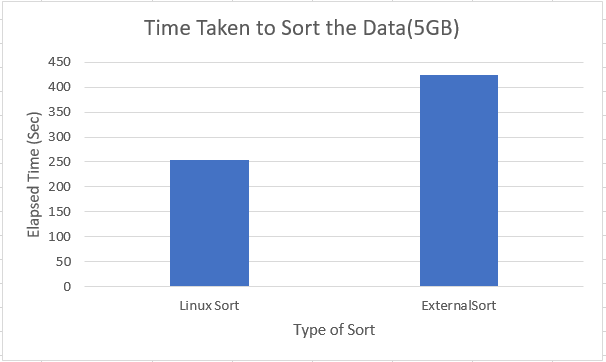 Time Taken to Sort the Data(5GB)
Elapsed Time (Sec)
450
400
350
300
250
200
150
100
50
0
Linux Sort
ExternalSort
Type of Sort